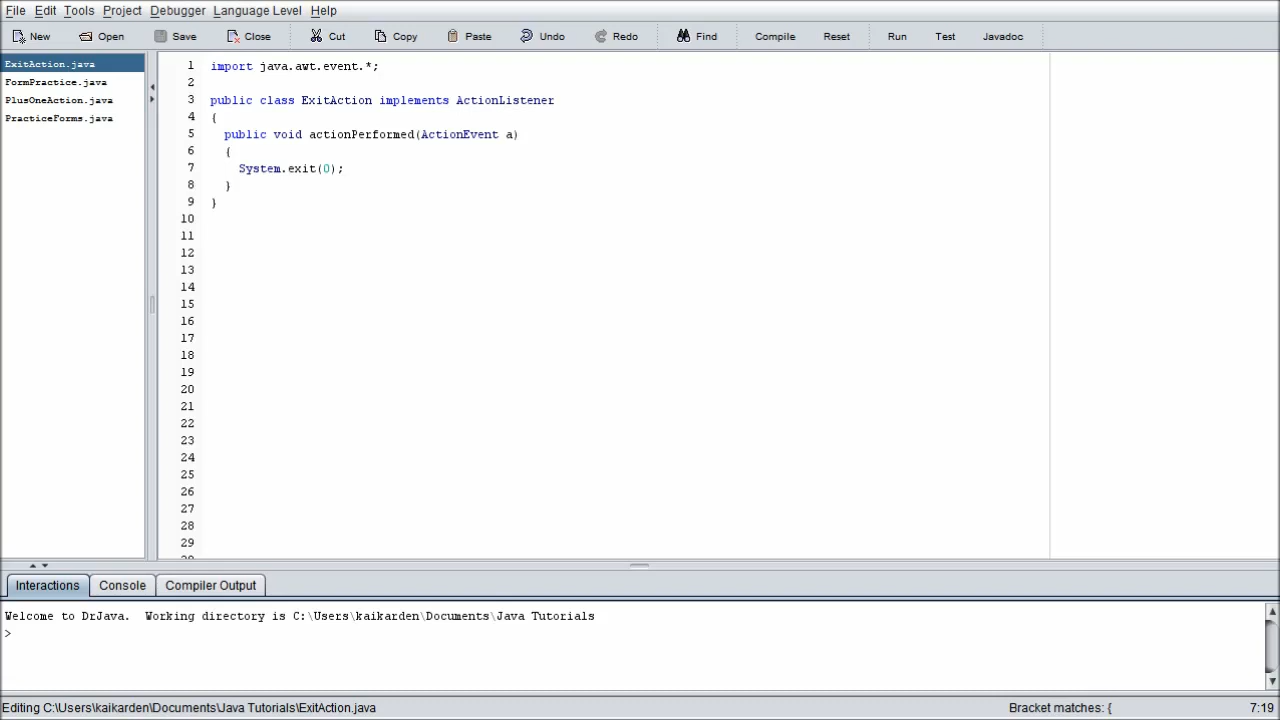 File Edit Tools Project Debugger Language Level Help
New Open Save Close Cut Copy Paste Undo Redo Find Compile Reset Run Test Javadoc
ExitAction.java
FormPractice.java
PlusOneAction.java
PracticeForms.java
1 import java.awt.event.*;
2
3 public class ExitAction implements ActionListener
4 {
5 public void actionPerformed(ActionEvent a)
6 {
7 System.exit(0);
8 }
9 }
10
11
12
13
14
15
16
17
18
19
20
21
22
23
24
25
26
27
28
29
Interactions Console Compiler Output
Welcome to DrJava. Working directory is C:\Users\kaikarden\Documents\Java Tutorials
>
Editing C:\Users\kaikarden\Documents\Java Tutorials\ExitAction.java Bracket matches: { 7:19